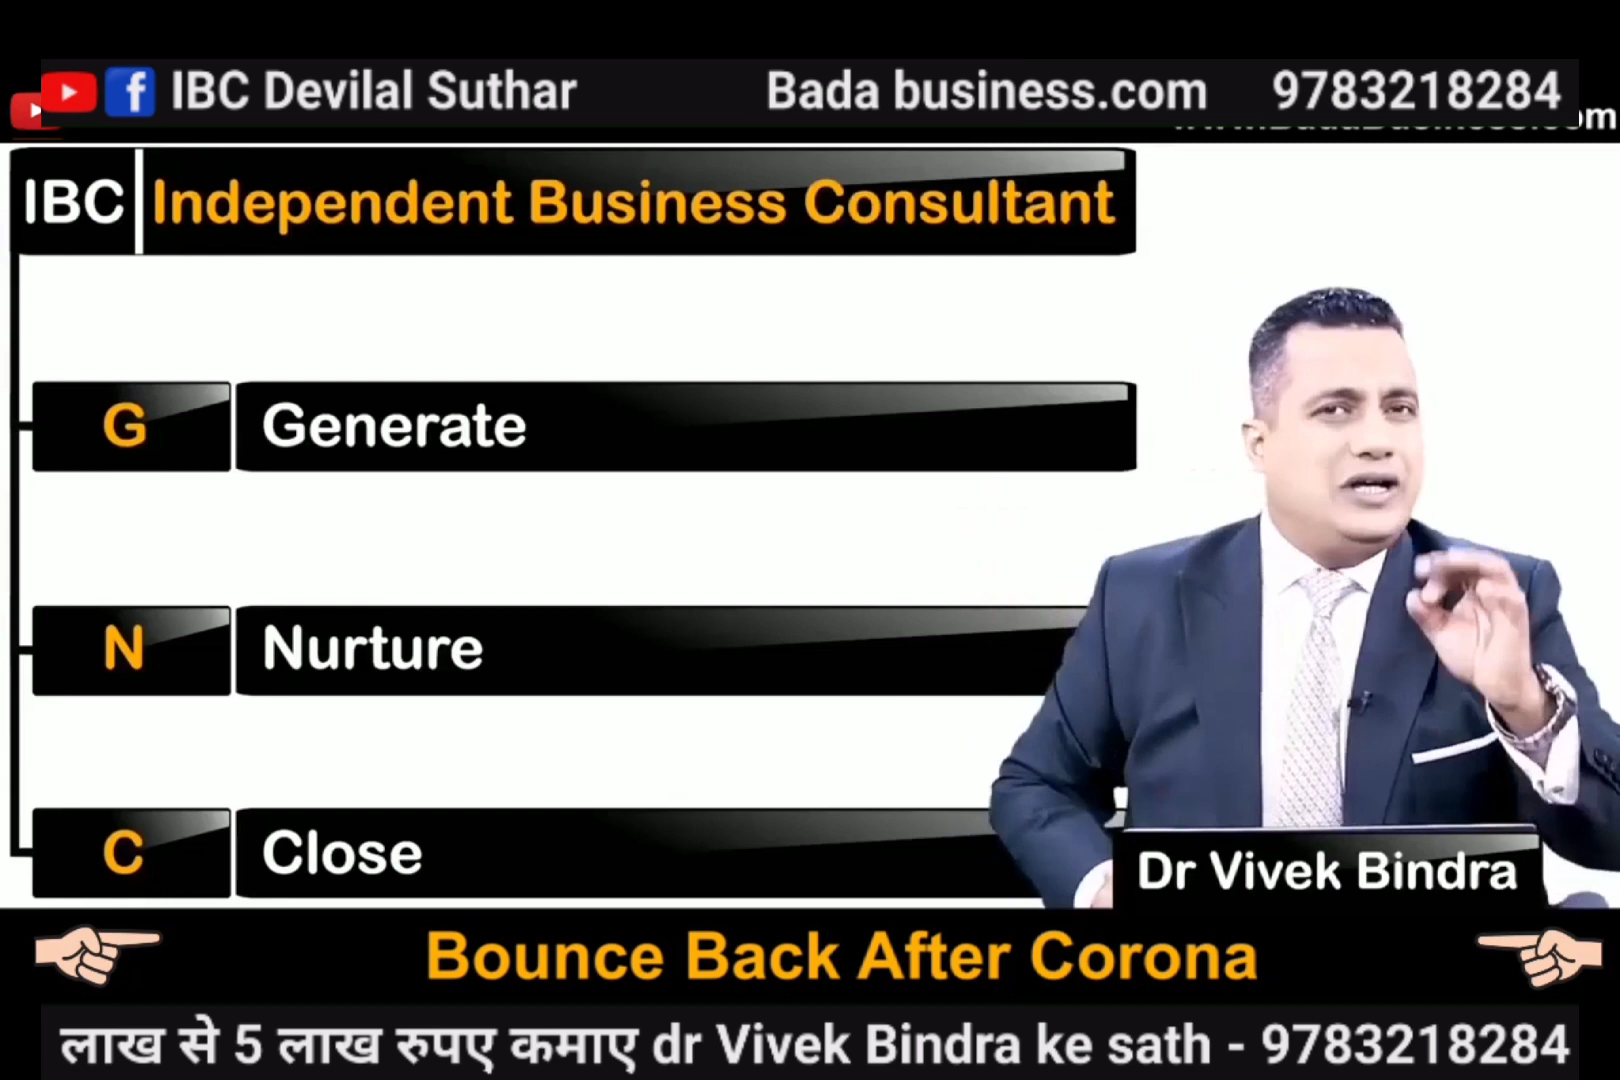 IBC Devilal Suthar Bada business.com 9783218284
IBC Independent Business Consultant
G Generate
N Nurture
C Close
Dr Vivek Bindra
Bounce Back After Corona
लाख से 5 लाख रुपए कमाए dr Vivek Bindra ke sath - 9783218284